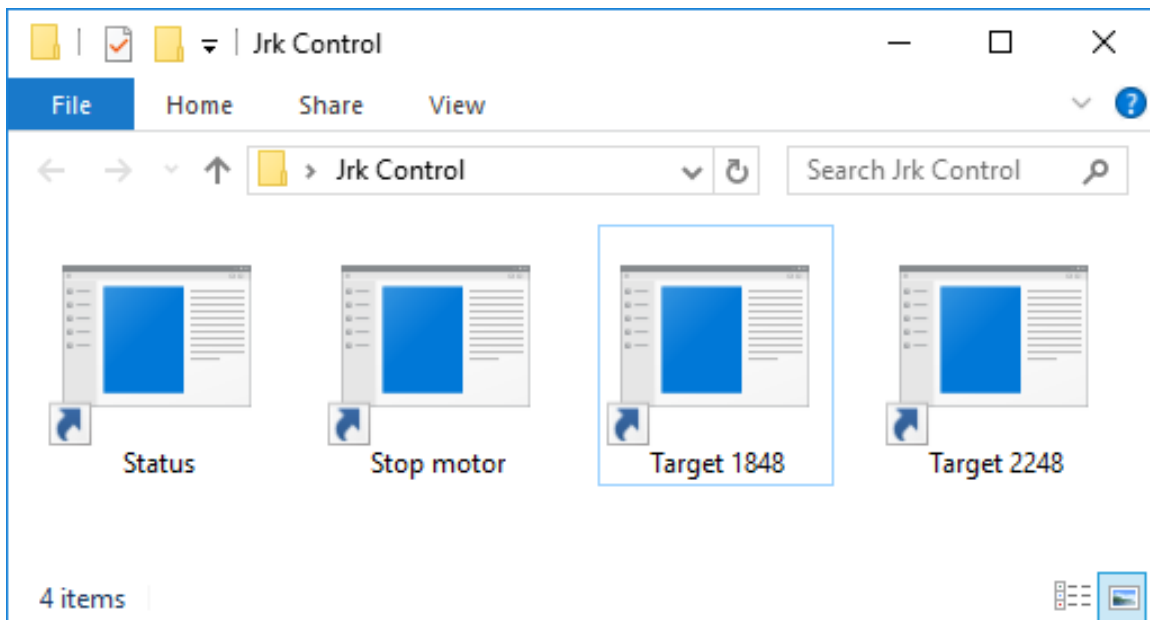 Jrk Control
File Home Share View ?
Jrk Control Search Jrk Control
Status Stop motor Target 1848 Target 2248
4 items